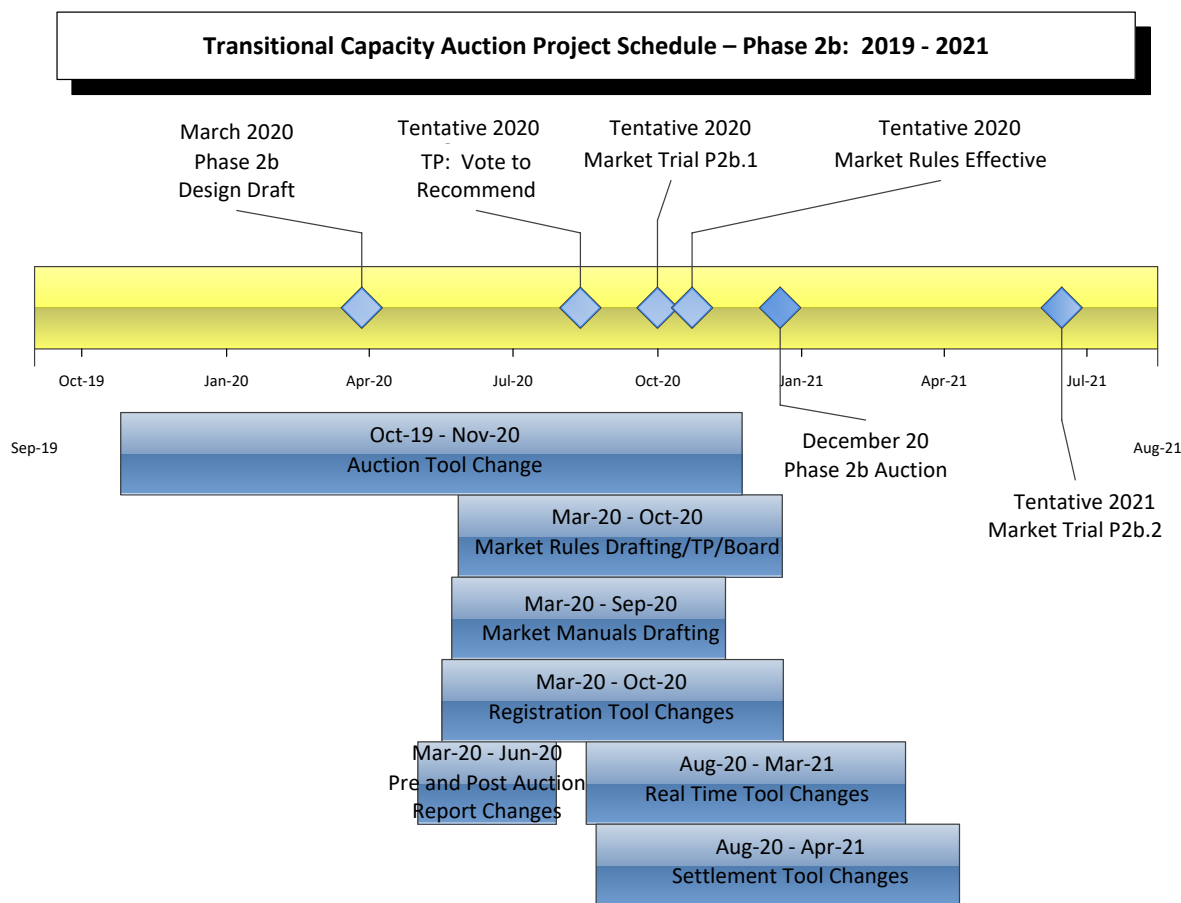 Transitional Capacity Auction Project Schedule – Phase 2b: 2019 - 2021
March 2020
Phase 2b
Design Draft
Tentative 2020
TP: Vote to
Recommend
Tentative 2020
Market Trial P2b.1
Tentative 2020
Market Rules Effective
Oct-19
Jan-20
Apr-20
Jul-20
Oct-20
Jan-21
Apr-21
Jul-21
Sep-19
Aug-21
December 20
Phase 2b Auction
Tentative 2021
Market Trial P2b.2
Oct-19 - Nov-20
Auction Tool Change
Mar-20 - Oct-20
Market Rules Drafting/TP/Board
Mar-20 - Sep-20
Market Manuals Drafting
Mar-20 - Oct-20
Registration Tool Changes
Mar-20 - Jun-20
Pre and Post Auction
Report Changes
Aug-20 - Mar-21
Real Time Tool Changes
Aug-20 - Apr-21
Settlement Tool Changes